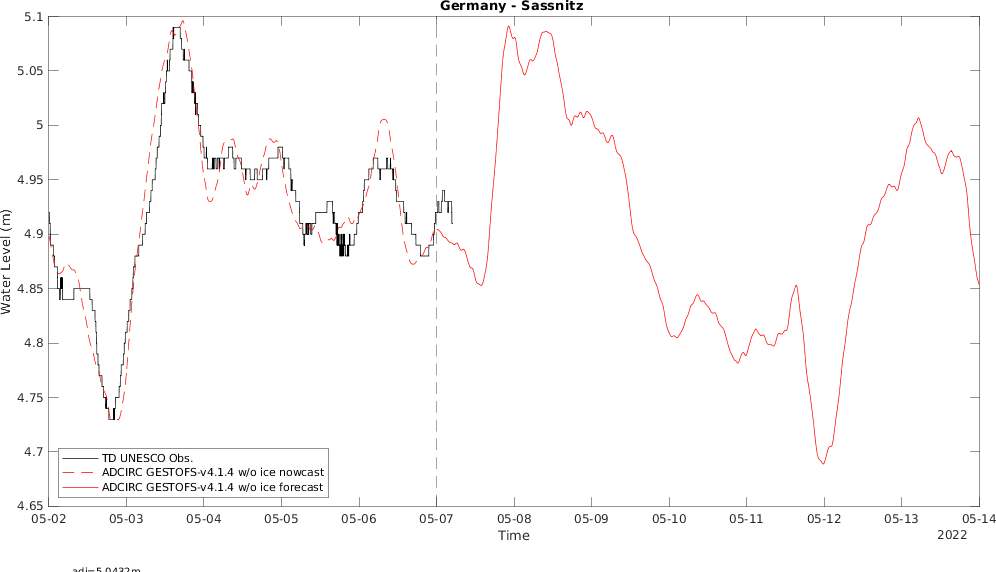 Germany - Sassnitz
5.1
5.05
5
4.95
4.9
4.85
4.8
4.75
4.7
4.65
Water Level (m)
TD UNESCO Obs.
ADCIRC GESTOFS-v4.1.4 w/o ice nowcast
ADCIRC GESTOFS-v4.1.4 w/o ice forecast
05-02 05-03 05-04 05-05 05-06 05-07 05-08 05-09 05-10 05-11 05-12 05-13 05-14
Time
2022
adj=5.0432m